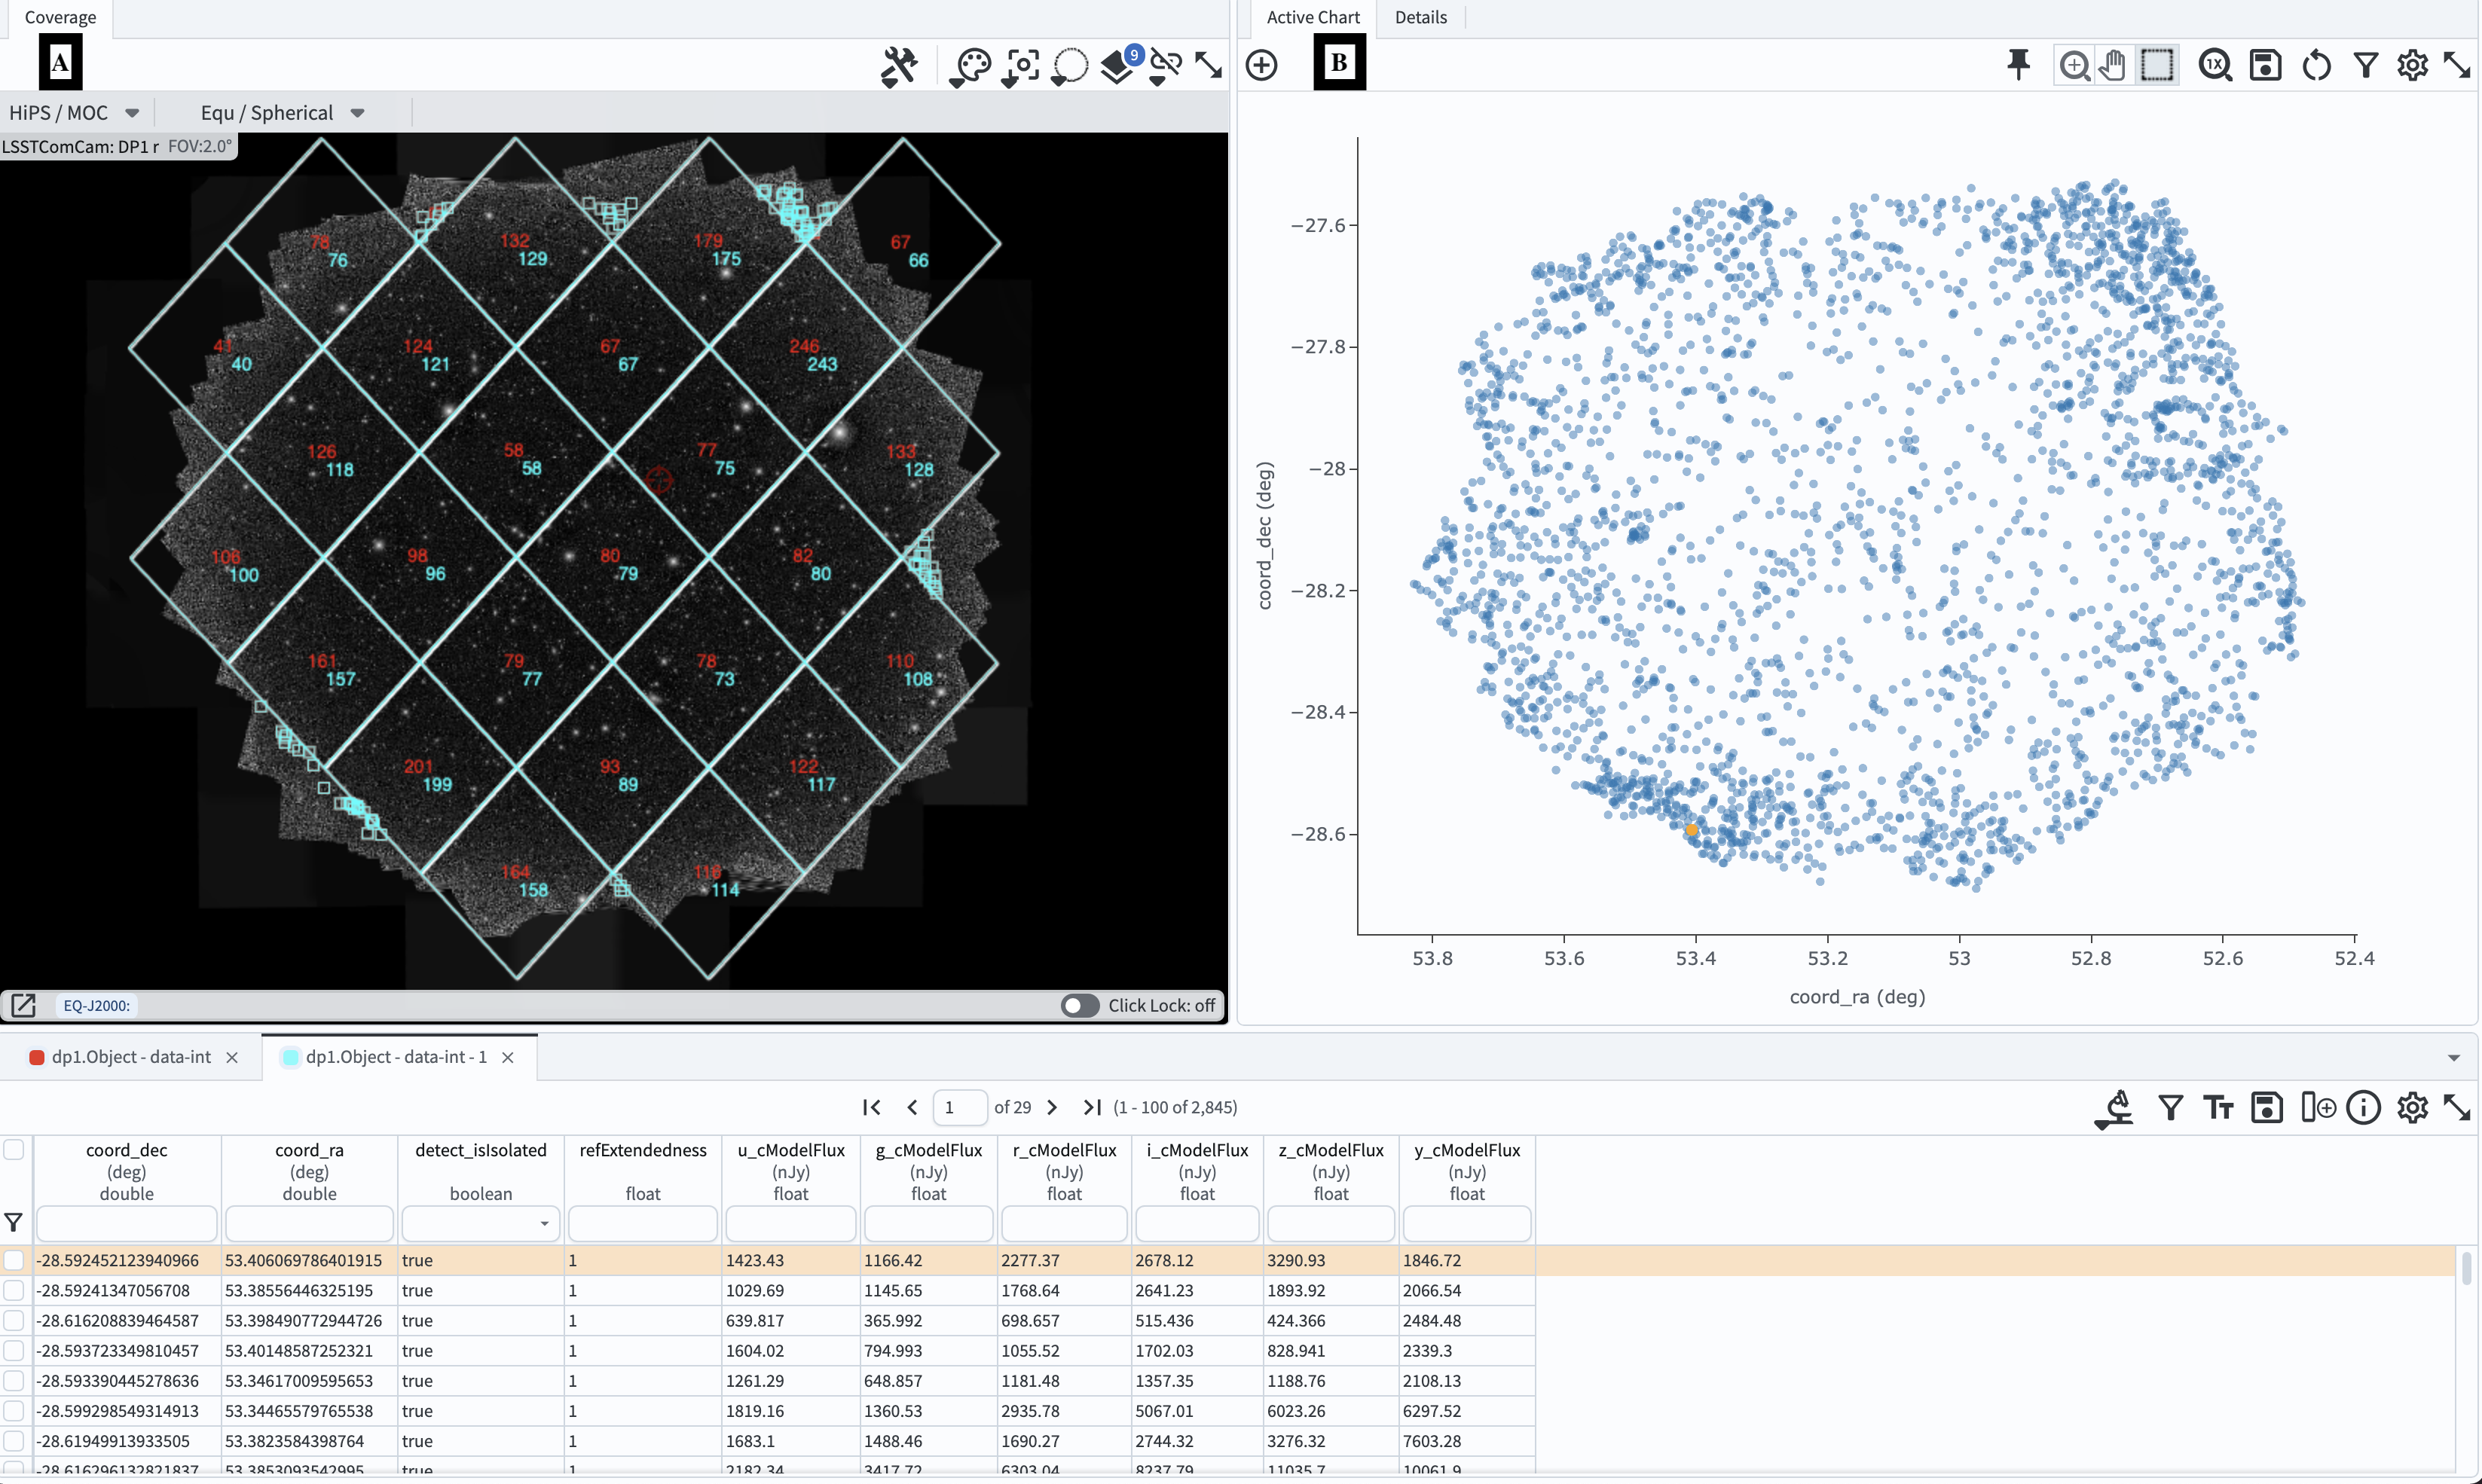 Coverage
A
9
HiPS / MOC
Equ / Spherical
LSSTComCam: DP1 r FOV:2.0°
78
76
132
129
179
175
67
66
41
40
124
121
67
67
246
243
126
118
58
58
77
75
133
128
106
100
98
96
80
79
82
80
161
157
79
77
78
73
110
108
201
199
93
89
122
117
164
158
114
EQ-J2000:
Click Lock: off
Active Chart Details
B
1X
coord_dec (deg)
−27.6
−27.8
−28
−28.2
−28.4
−28.6
53.8 53.6 53.4 53.2 53 52.8 52.6 52.4
coord_ra (deg)
dp1.Object - data-int
dp1.Object - data-int - 1
1 of 29 (1 - 100 of 2,845)
coord_dec coord_ra detect_isIsolated refExtendedness u_cModelFlux g_cModelFlux r_cModelFlux i_cModelFlux z_cModelFlux y_cModelFlux
(deg) (deg) (nJy) (nJy) (nJy) (nJy) (nJy) (nJy)
double double boolean float float float float float float float
-28.592452123940966 53.406069786401915 true 1 1423.43 1166.42 2277.37 2678.12 3290.93 1846.72
-28.59241347056708 53.38556446325195 true 1 1029.69 1145.65 1768.64 2641.23 1893.92 2066.54
-28.616208839464587 53.398490772944726 true 1 639.817 365.992 698.657 515.436 424.366 2484.48
-28.593723349810457 53.40148587252321 true 1 1604.02 794.993 1055.52 1702.03 828.941 2339.3
-28.593390445278636 53.34617009595653 true 1 1261.29 648.857 1181.48 1357.35 1188.76 2108.13
-28.599298549314913 53.34465579765538 true 1 1819.16 1360.53 2935.78 5067.01 6023.26 6297.52
-28.61949913933505 53.3823584398764 true 1 1683.1 1488.46 1690.27 2744.32 3276.32 7603.28
-28.616296132821837 53.3853093542995 true 1 2182.34 3417.72 6303.04 8237.79 11035.7 10061.9